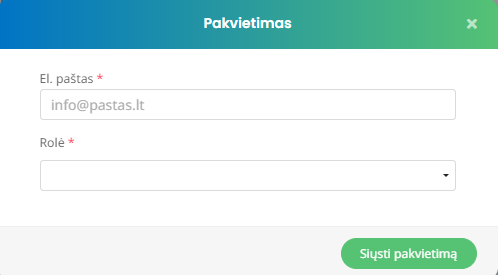 Pakvietimas
El. paštas *
info@pastas.lt
Rolė *
Siųsti pakvietimą